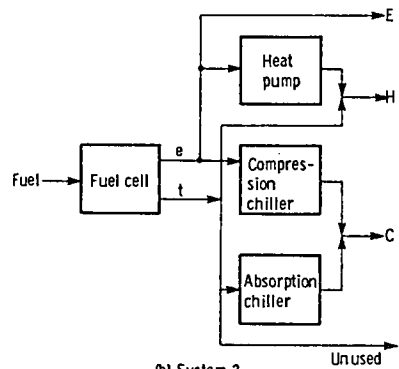 E
Heat
pump
H
e
Fuel
Fuel cell
t
Compres-
sion
chiller
C
Absorption
chiller
Unused
(b) System 2